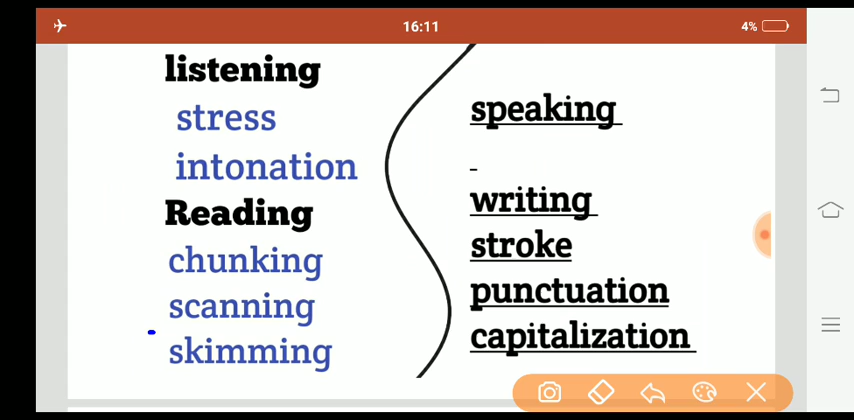 16:11
4%
listening
stress
intonation
Reading
chunking
scanning
skimming
speaking
-
writing
stroke
punctuation
capitalization